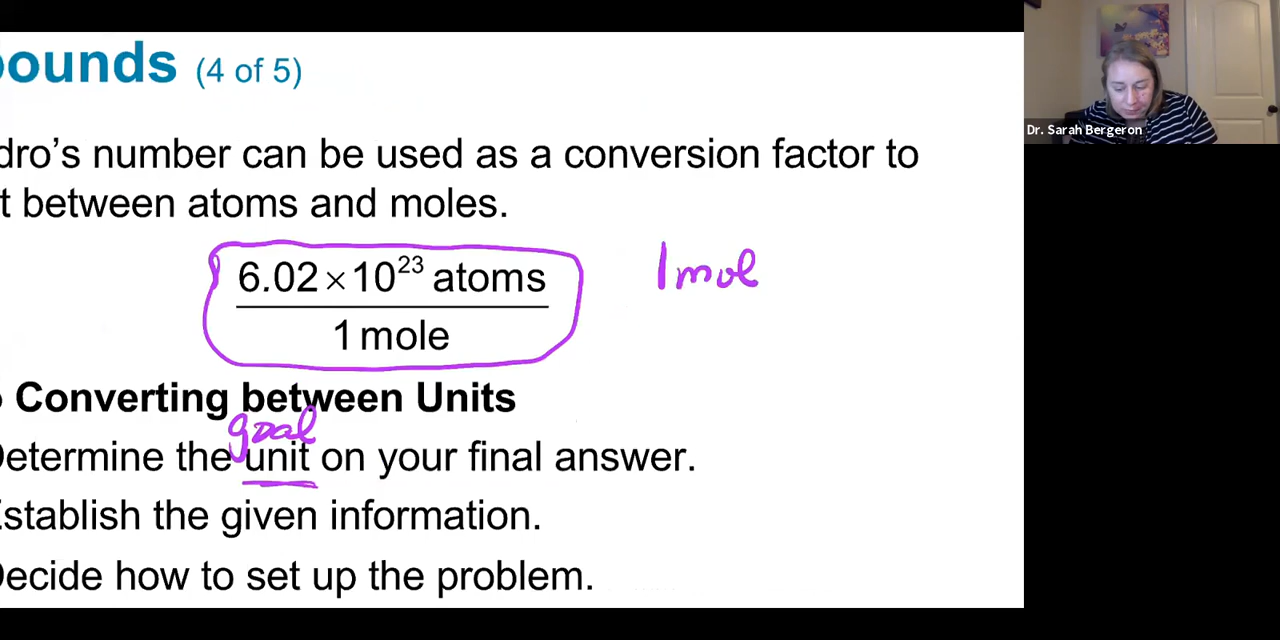 ounds (4 of 5)
Dr. Sarah Bergeron
dro's number can be used as a conversion factor to
t between atoms and moles.
6.02×10²³ atoms
1 mole
1 mol
Converting between Units
goal
etermine the unit on your final answer.
stablish the given information.
ecide how to set up the problem.